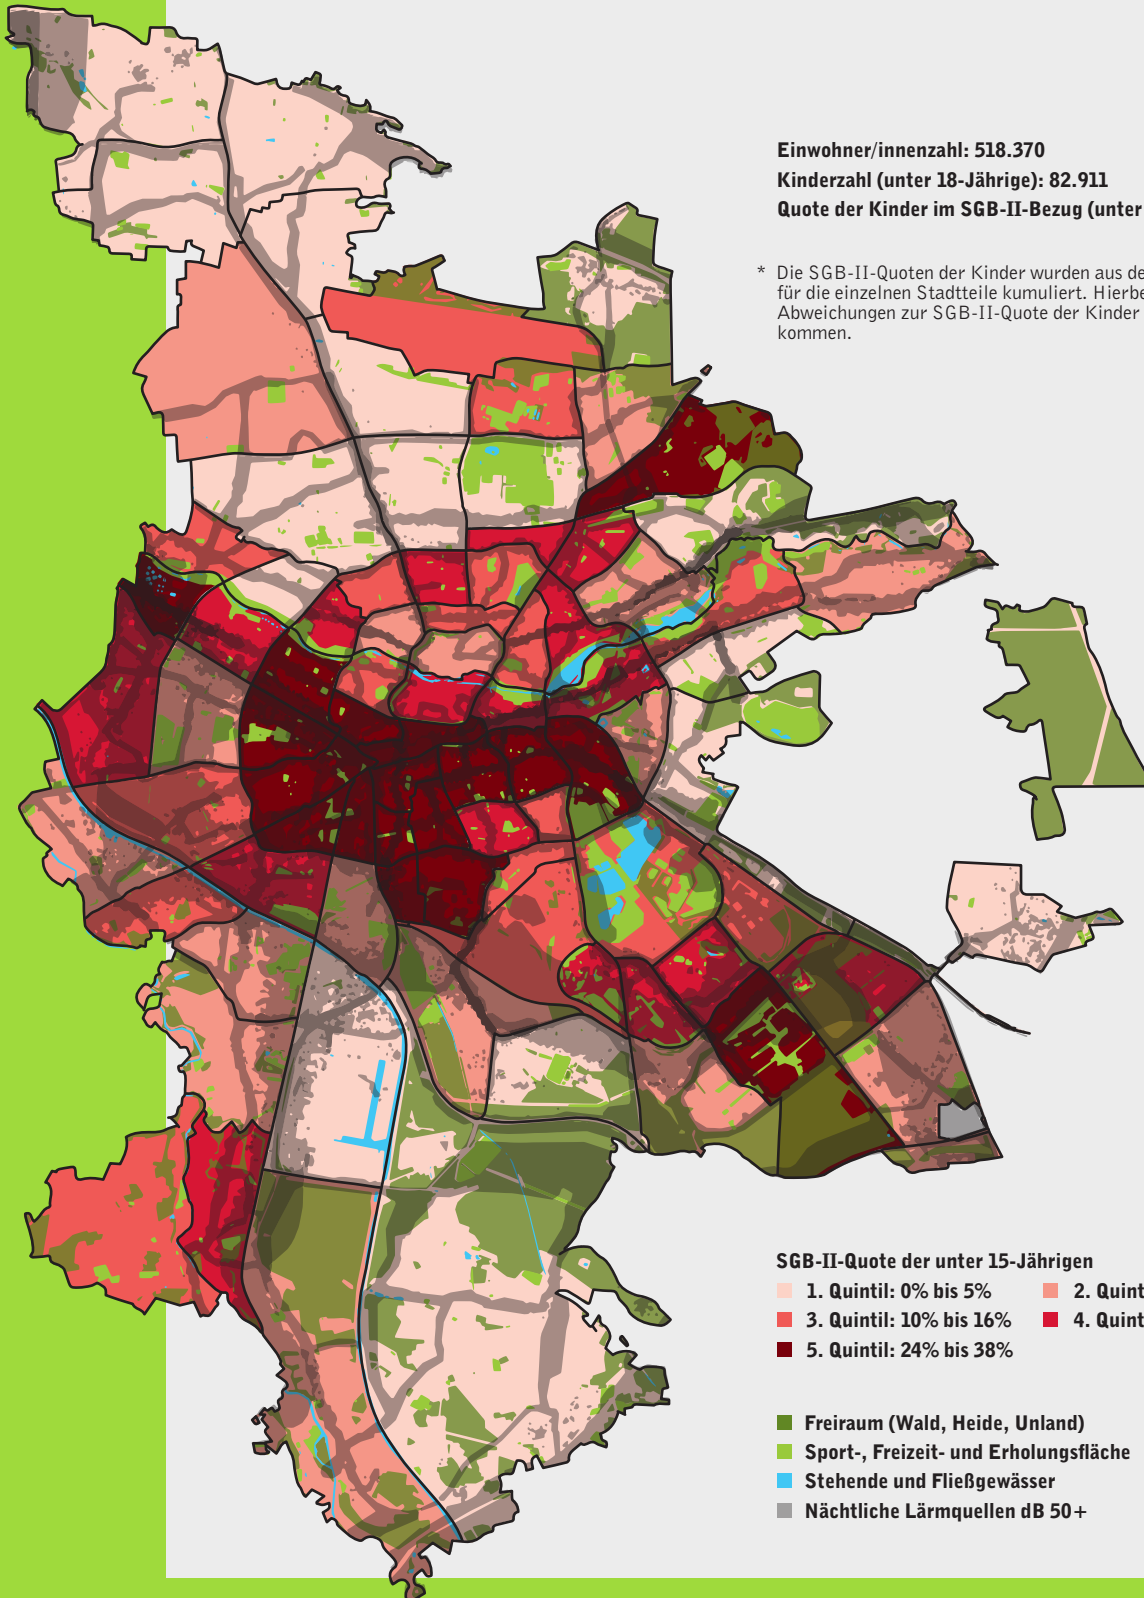 Einwohner/innenzahl: 518.370
Kinderzahl (unter 18-Jährige): 82.911
Quote der Kinder im SGB-II-Bezug (unter
* Die SGB-II-Quoten der Kinder wurden aus de
für die einzelnen Stadtteile kumuliert. Hierbe
Abweichungen zur SGB-II-Quote der Kinder
kommen.
SGB-II-Quote der unter 15-Jährigen
1. Quintil: 0% bis 5% 2. Quint
3. Quintil: 10% bis 16% 4. Quint
5. Quintil: 24% bis 38%
Freiraum (Wald, Heide, Unland)
Sport-, Freizeit- und Erholungsfläche
Stehende und Fließgewässer
Nächtliche Lärmquellen dB 50+